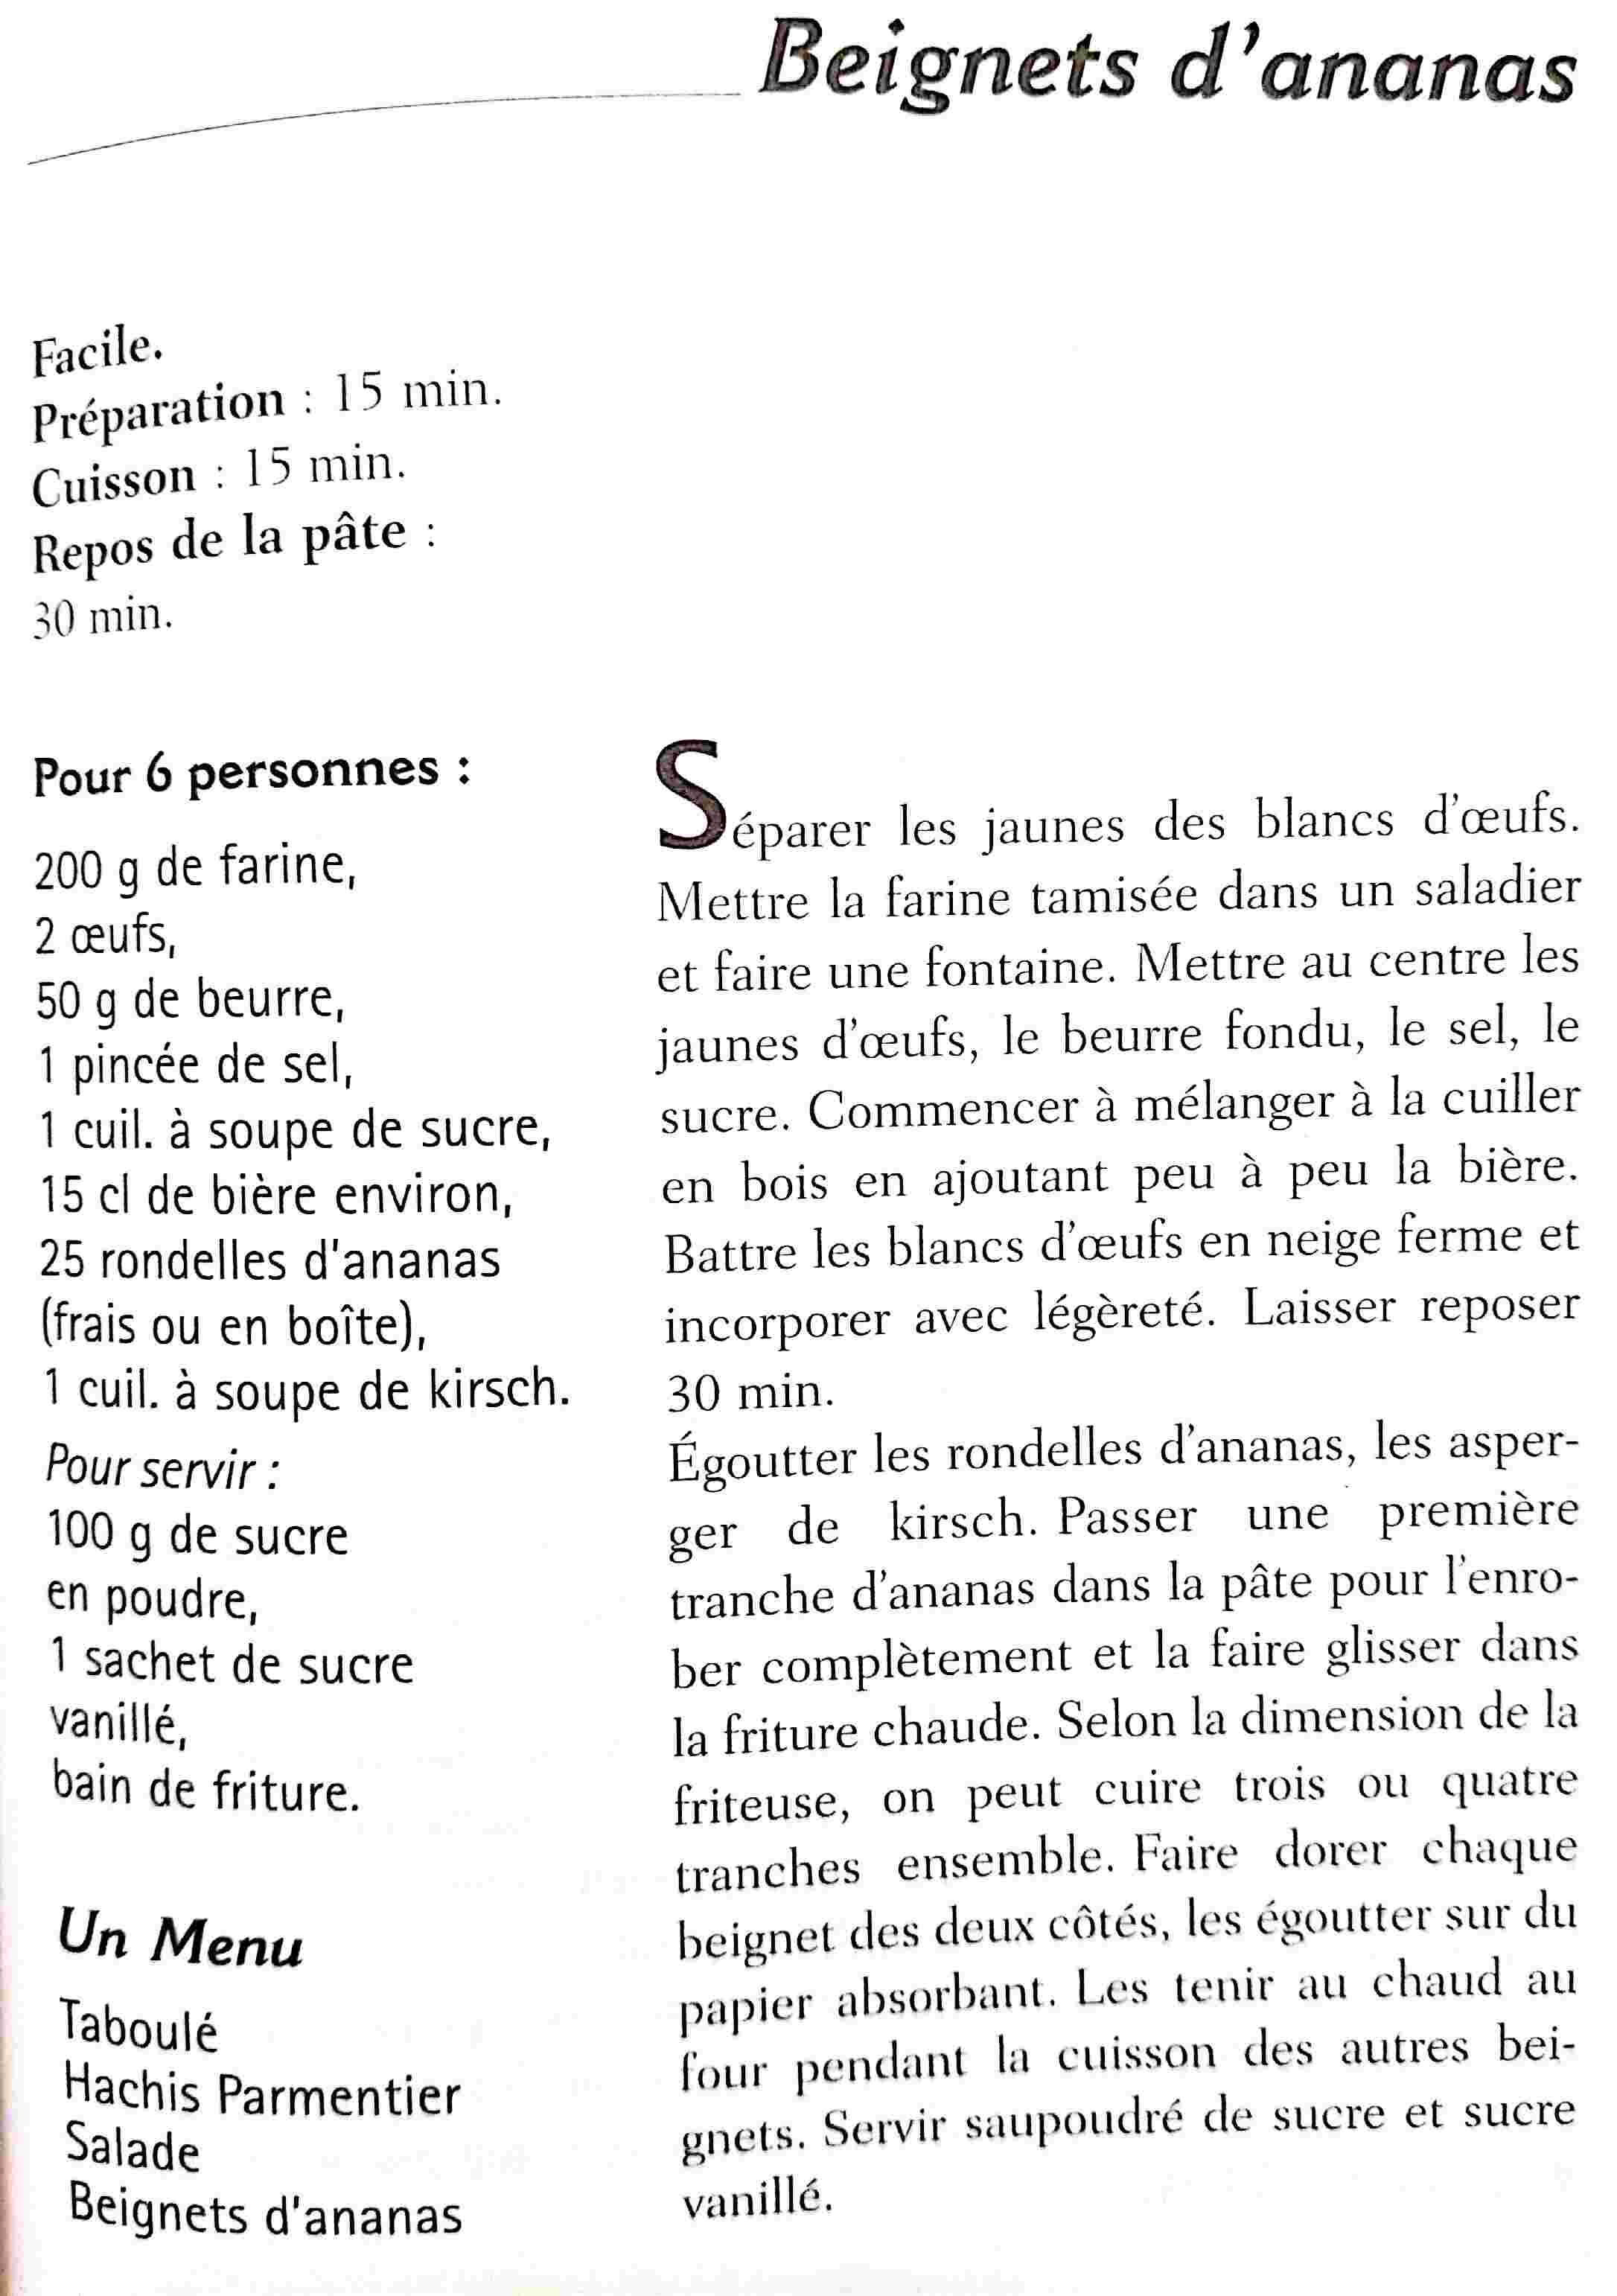 Beignets d'ananas
Facile.
Préparation : 15 min.
Cuisson : 15 min.
Repos de la pâte :
30 min.
Pour 6 personnes :
200 g de farine,
2 œufs,
50 g de beurre,
1 pincée de sel,
1 cuil. à soupe de sucre,
15 cl de bière environ,
25 rondelles d'ananas
(frais ou en boîte),
1 cuil. à soupe de kirsch.
Pour servir :
100 g de sucre
en poudre,
1 sachet de sucre
vanillé,
bain de friture.
Un Menu
Taboulé
Hachis Parmentier
Salade
Beignets d'ananas
Séparer les jaunes des blancs d'œufs.
Mettre la farine tamisée dans un saladier
et faire une fontaine. Mettre au centre les
jaunes d'œufs, le beurre fondu, le sel, le
sucre. Commencer à mélanger à la cuiller
en bois en ajoutant peu à peu la bière.
Battre les blancs d'œufs en neige ferme et
incorporer avec légèreté. Laisser reposer
30 min.
Égoutter les rondelles d'ananas, les asper-
ger de kirsch. Passer une première
tranche d'ananas dans la pâte pour l'enro-
ber complètement et la faire glisser dans
la friture chaude. Selon la dimension de la
friteuse, on peut cuire trois ou quatre
tranches ensemble. Faire dorer chaque
beignet des deux côtés, les égoutter sur du
papier absorbant. Les tenir au chaud au
four pendant la cuisson des autres bei-
gnets. Servir saupoudré de sucre et sucre
vanillé.